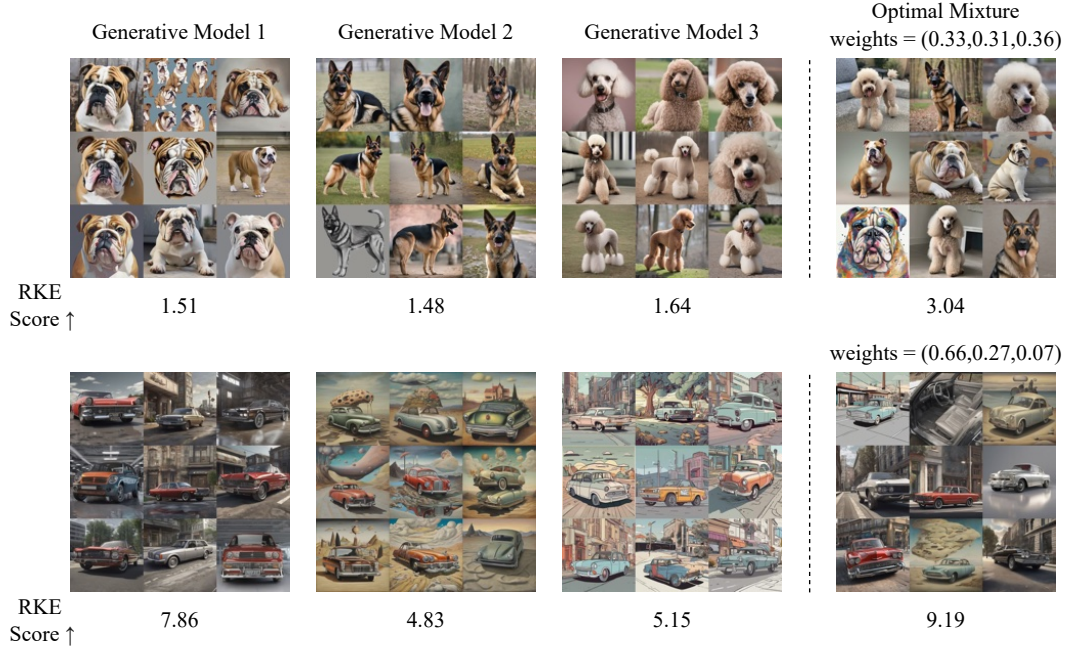 Generative Model 1
Generative Model 2
Generative Model 3
Optimal Mixture
weights = (0.33,0.31,0.36)
RKE
Score ↑
1.51
1.48
1.64
3.04
weights = (0.66,0.27,0.07)
RKE
Score ↑
7.86
4.83
5.15
9.19